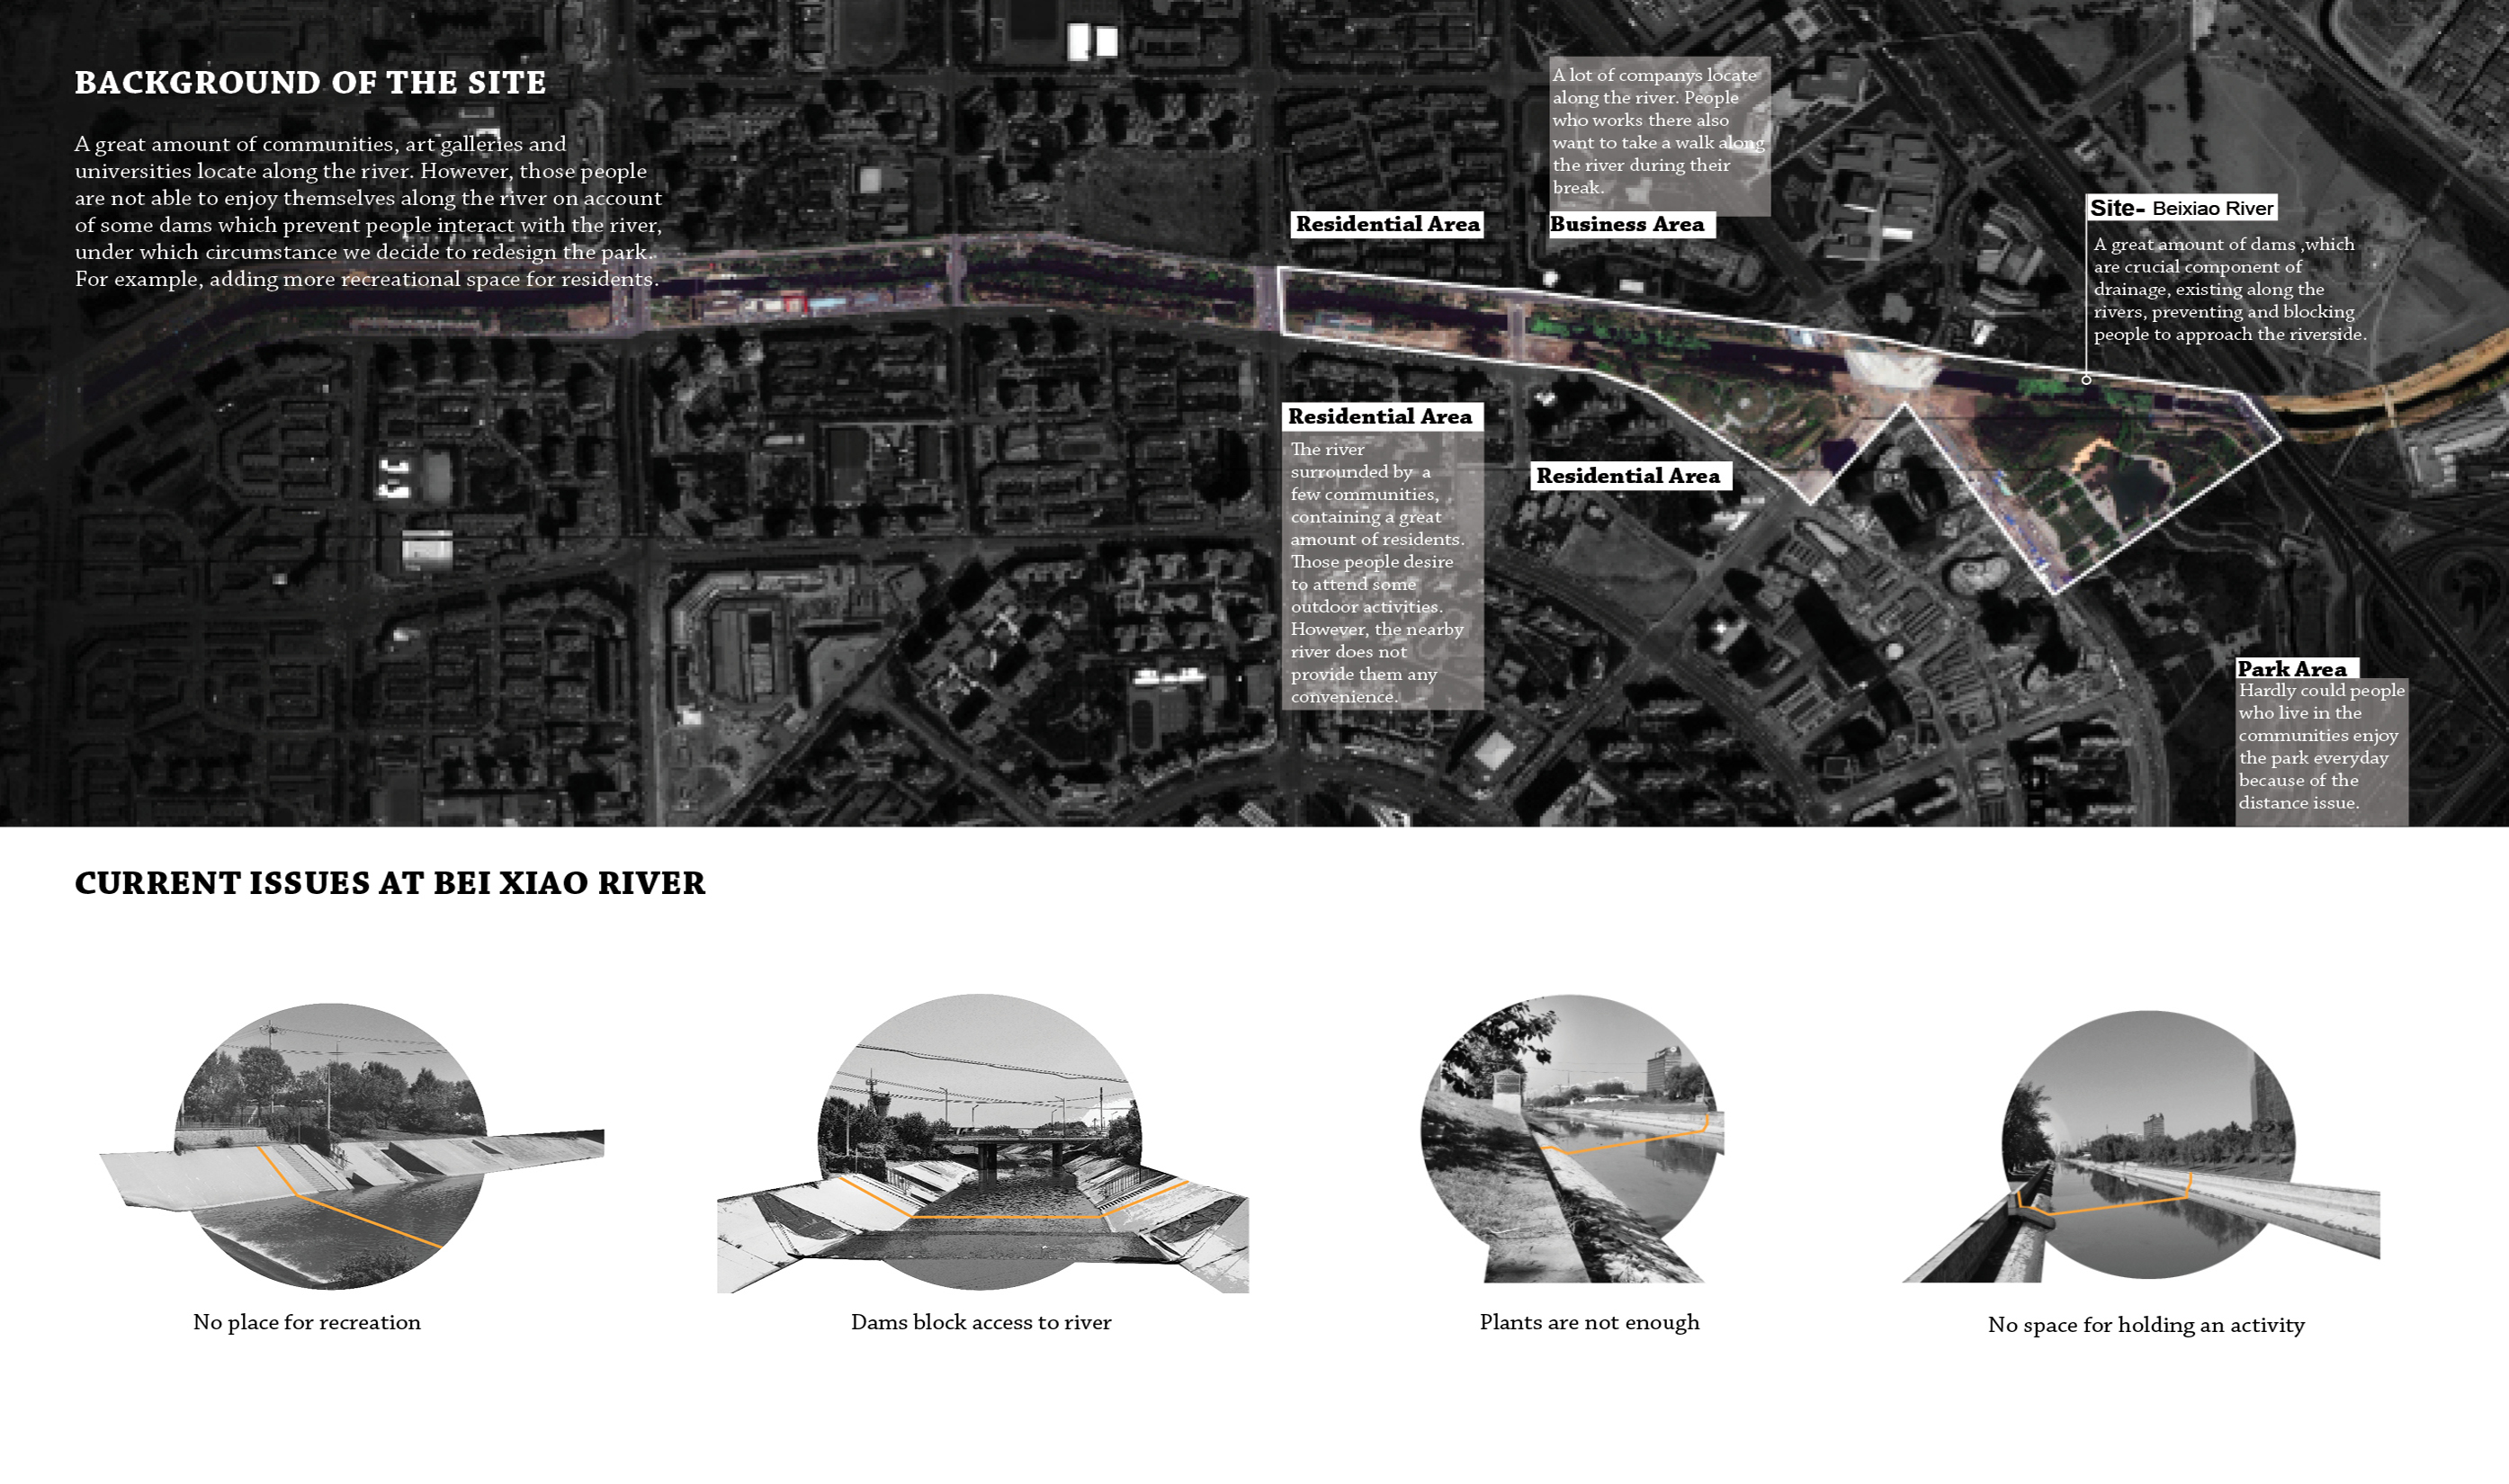 BACKGROUND OF THE SITE
A great amount of communities, art galleries and
universities locate along the river. However, those people
are not able to enjoy themselves along the river on account
of some dams which prevent people interact with the river,
under which circumstance we decide to redesign the park.
For example, adding more recreational space for residents.
A lot of companys locate
along the river. People
who works there also
want to take a walk along
the river during their
break.
Residential Area
Business Area
Site- Beixiao River
A great amount of dams ,which
are crucial component of
drainage, existing along the
rivers, preventing and blocking
people to approach the riverside.
Residential Area
The river
surrounded by a
few communities,
containing a great
amount of residents.
Those people desire
to attend some
outdoor activities.
However, the nearby
river does not
provide them any
convenience.
Residential Area
Park Area
Hardly could people
who live in the
communities enjoy
the park everyday
because of the
distance issue.
CURRENT ISSUES AT BEI XIAO RIVER
No place for recreation
Dams block access to river
Plants are not enough
No space for holding an activity